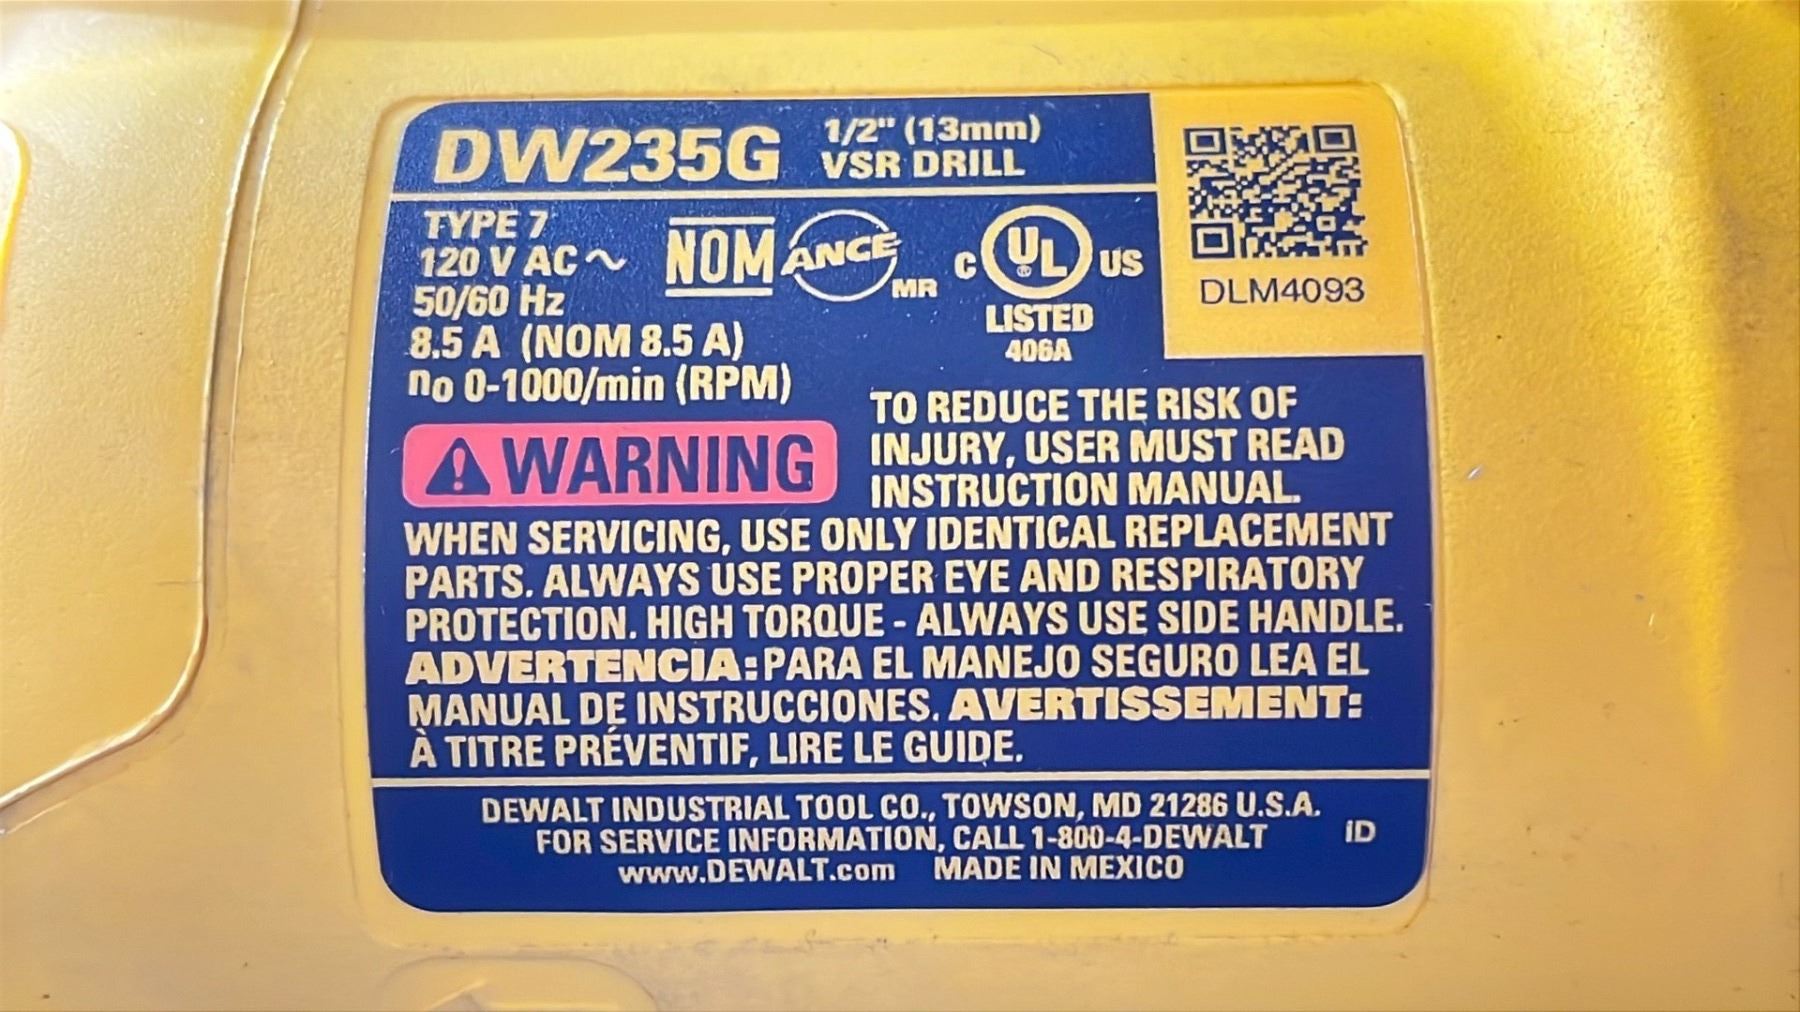 DW235G 1/2" (13mm)
VSR DRILL
TYPE 7
120 V AC ~
50/60 Hz
8.5 A (NOM 8.5 A)
no 0-1000/min (RPM)
NOM ANCE MR
C UL ® US
LISTED
406A
DLM4093
WARNING
TO REDUCE THE RISK OF
INJURY, USER MUST READ
INSTRUCTION MANUAL.
WHEN SERVICING, USE ONLY IDENTICAL REPLACEMENT
PARTS. ALWAYS USE PROPER EYE AND RESPIRATORY
PROTECTION. HIGH TORQUE - ALWAYS USE SIDE HANDLE.
ADVERTENCIA: PARA EL MANEJO SEGURO LEA EL
MANUAL DE INSTRUCCIONES. AVERTISSEMENT:
À TITRE PRÉVENTIF, LIRE LE GUIDE.
DEWALT INDUSTRIAL TOOL CO., TOWSON, MD 21286 U.S.A.
FOR SERVICE INFORMATION, CALL 1-800-4-DEWALT ID
www.DEWALT.com MADE IN MEXICO